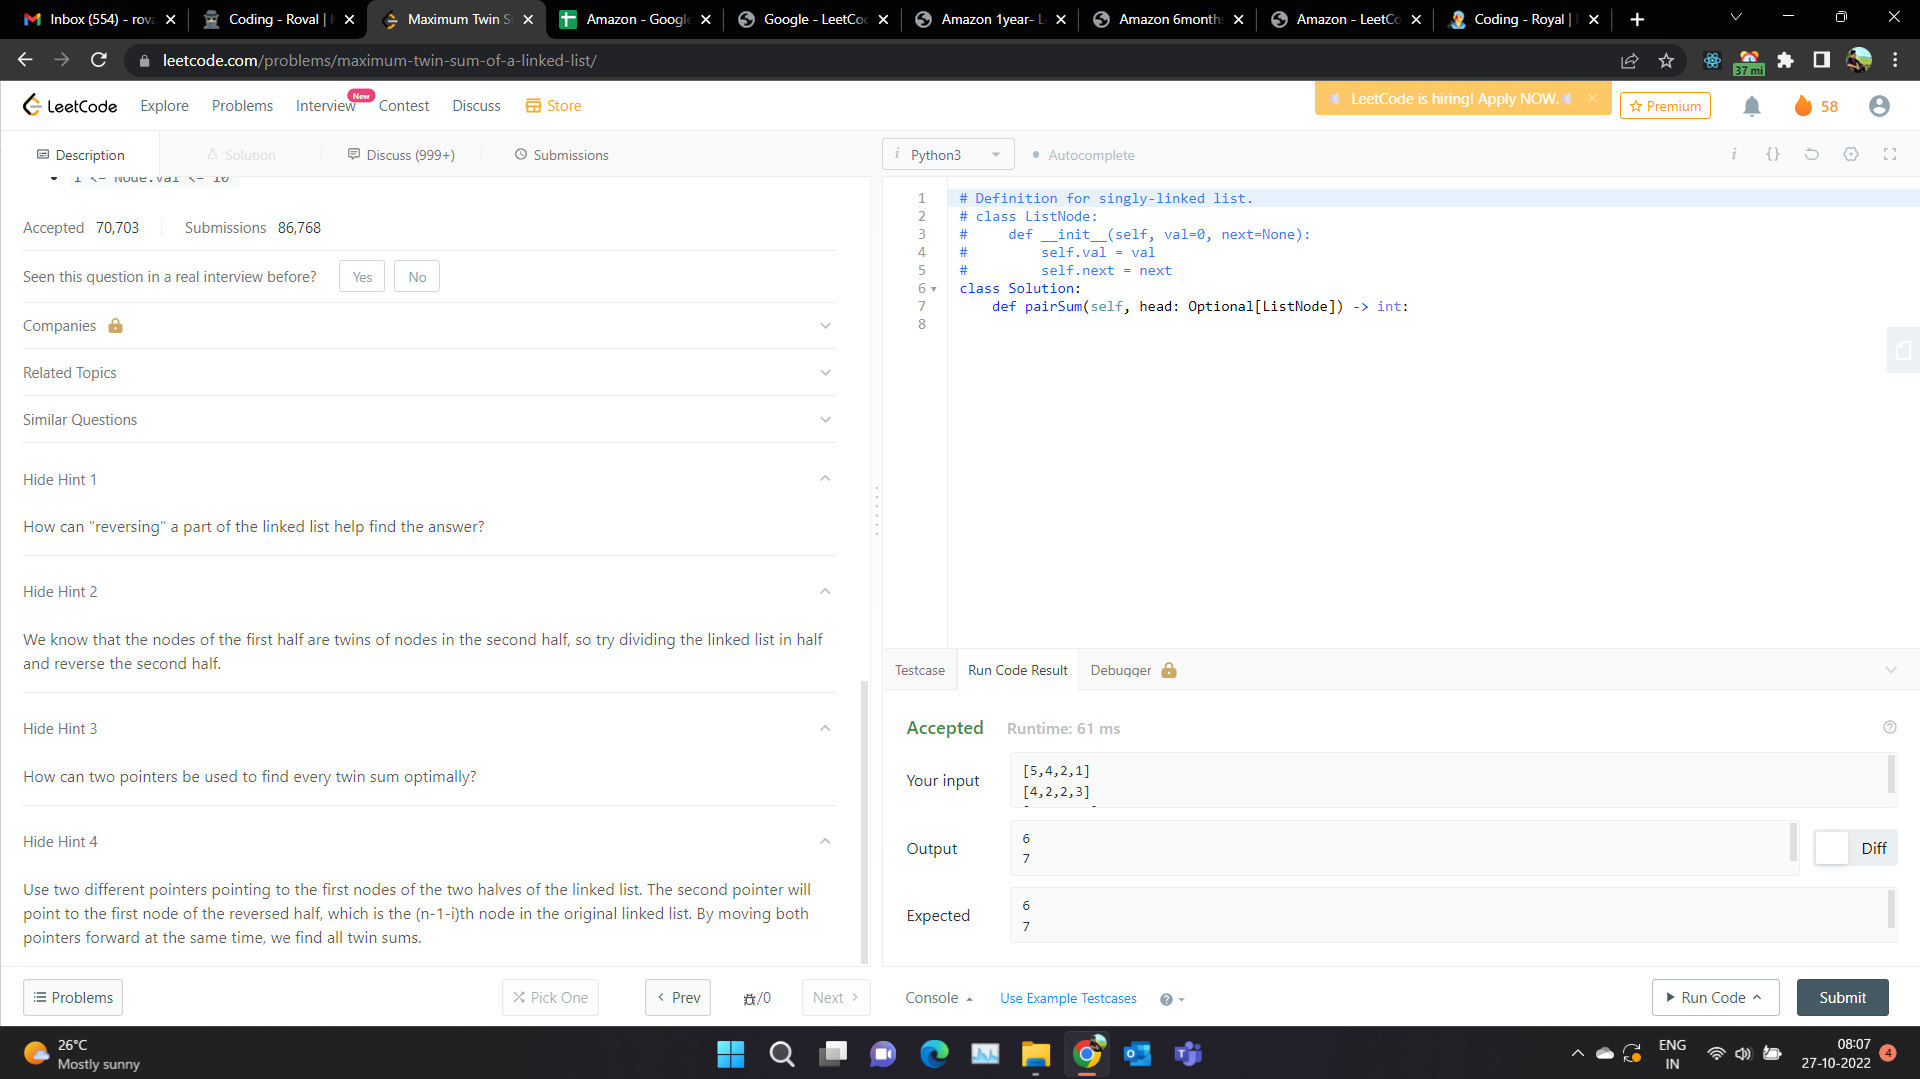 Inbox (554) - rova
Coding - Roval |
Maximum Twin S
Amazon - Google
Google - LeetCo
Amazon 1year- L
Amazon 6months
Amazon - LeetCo
Coding - Royal |
leetcode.com/problems/maximum-twin-sum-of-a-linked-list/
37 mi
LeetCode
Explore
Problems
Interview
New
Contest
Discuss
Store
LeetCode is hiring! Apply NOW.
Premium
58
Description
Solution
Discuss (999+)
Submissions
i Python3
Autocomplete
1 <= Node.val <= 10
Accepted 70,703 Submissions 86,768
Seen this question in a real interview before? Yes No
Companies
Related Topics
Similar Questions
Hide Hint 1
How can "reversing" a part of the linked list help find the answer?
Hide Hint 2
We know that the nodes of the first half are twins of nodes in the second half, so try dividing the linked list in half
and reverse the second half.
Hide Hint 3
How can two pointers be used to find every twin sum optimally?
Hide Hint 4
Use two different pointers pointing to the first nodes of the two halves of the linked list. The second pointer will
point to the first node of the reversed half, which is the (n-1-i)th node in the original linked list. By moving both
pointers forward at the same time, we find all twin sums.
1 # Definition for singly-linked list.
2 # class ListNode:
3 #     def __init__(self, val=0, next=None):
4 #         self.val = val
5 #         self.next = next
6 class Solution:
7     def pairSum(self, head: Optional[ListNode]) -> int:
8
Testcase
Run Code Result
Debugger
Accepted Runtime: 61 ms
Your input
[5,4,2,1]
[4,2,2,3]
Output
6
7
Diff
Expected
6
7
Problems
Pick One
Prev
/0
Next
Console
Use Example Testcases
Run Code
Submit
26°C
Mostly sunny
ENG
IN
08:07
27-10-2022
4